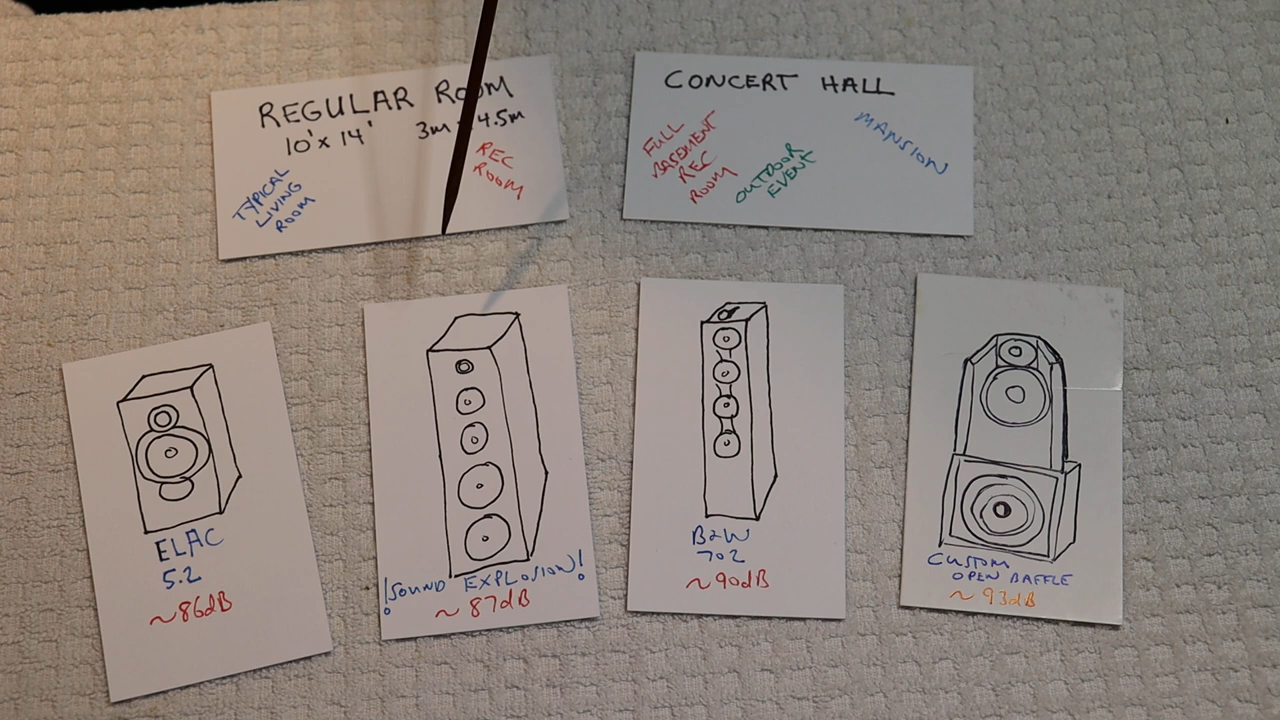 REGULAR ROOM
10'x 14' 3m 4.5m
TYPICAL
LIVING
ROOM
REC
ROOM
CONCERT HALL
FULL
BASEMENT
REC
ROOM
OUTDOOR
EVENT
MANSION
ELAC
5.2
~86dB
!SOUND EXPLOSION!
~87dB
B&W
702
~90dB
CUSTOM
OPEN BAFFLE
~93dB